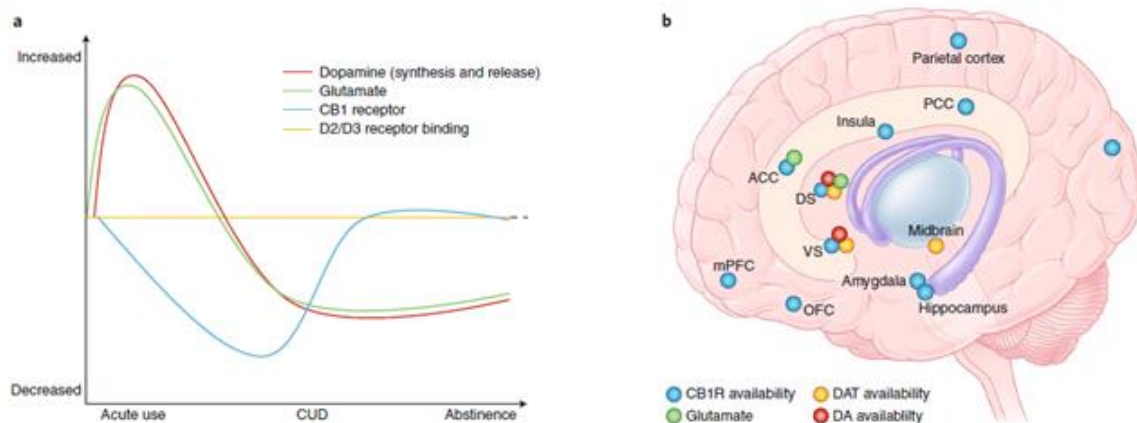 a
Increased
Dopamine (synthesis and release)
Glutamate
CB1 receptor
D2/D3 receptor binding
Decreased
Acute use
CUD
Abstinence
b
Parietal cortex
PCC
Insula
ACC
DS
Midbrain
VS
mPFC
Amygdala
Hippocampus
OFC
CB1R availability
DAT availability
Glutamate
DA availablilty